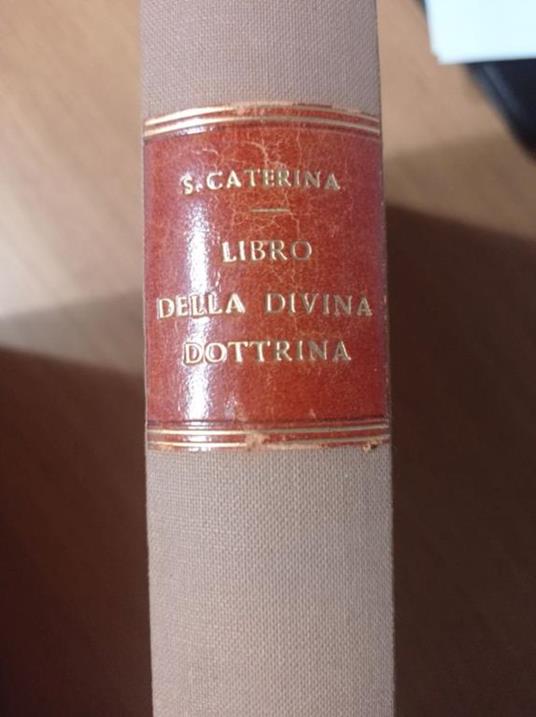 S. CATERINA
LIBRO
DELLA DIVINA
DOTTRINA